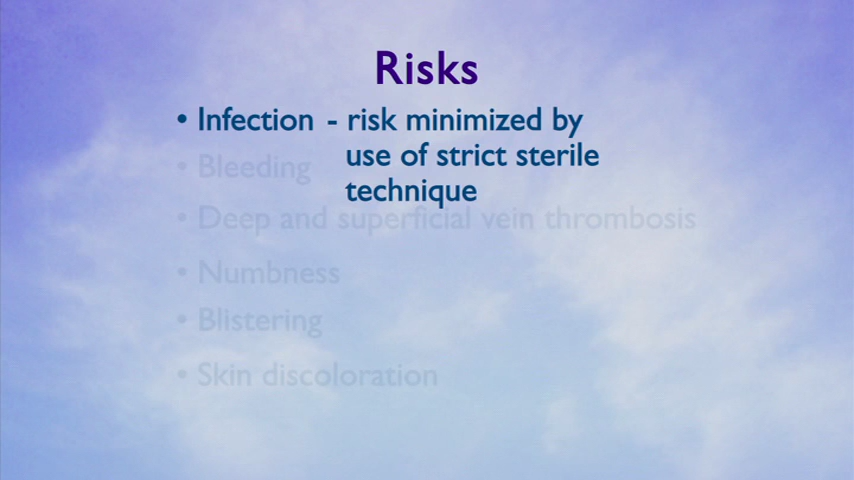 Risks
• Infection - risk minimized by
use of strict sterile
technique
• Bleeding
• Deep and superficial vein thrombosis
• Numbness
• Blistering
• Skin discoloration